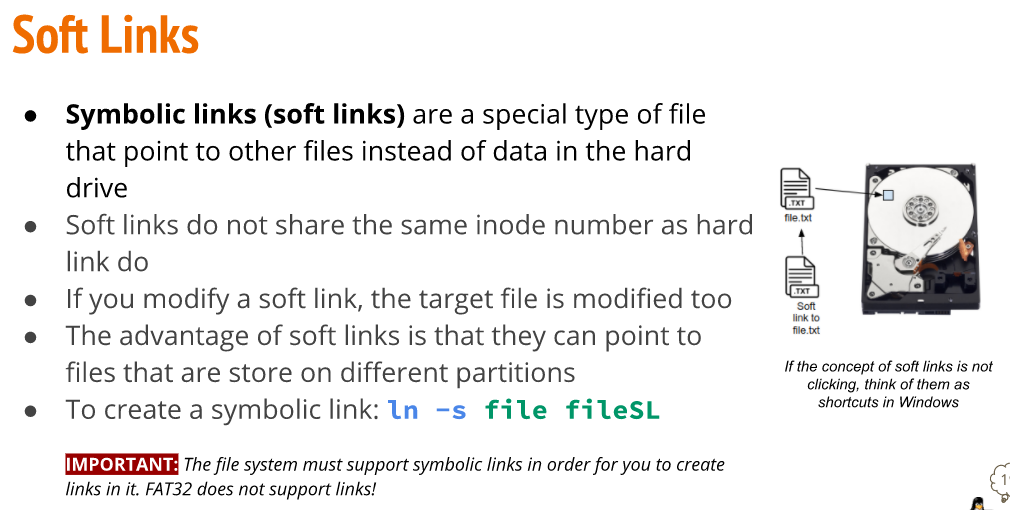 Soft Links
● Symbolic links (soft links) are a special type of file
that point to other files instead of data in the hard
drive
● Soft links do not share the same inode number as hard
link do
● If you modify a soft link, the target file is modified too
● The advantage of soft links is that they can point to
files that are store on different partitions
● To create a symbolic link: ln -s file fileSL
IMPORTANT: The file system must support symbolic links in order for you to create
links in it. FAT32 does not support links!
.TXT
file.txt
.TXT
Soft
link to
file.txt
If the concept of soft links is not
clicking, think of them as
shortcuts in Windows